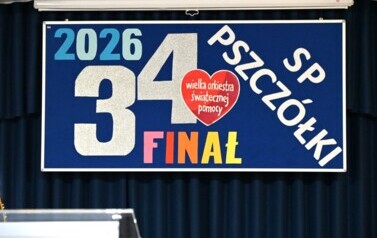 2026
34
wielka orkiestra
świątecznej
pomocy
FINAŁ
SP
PSZCZÓŁKI